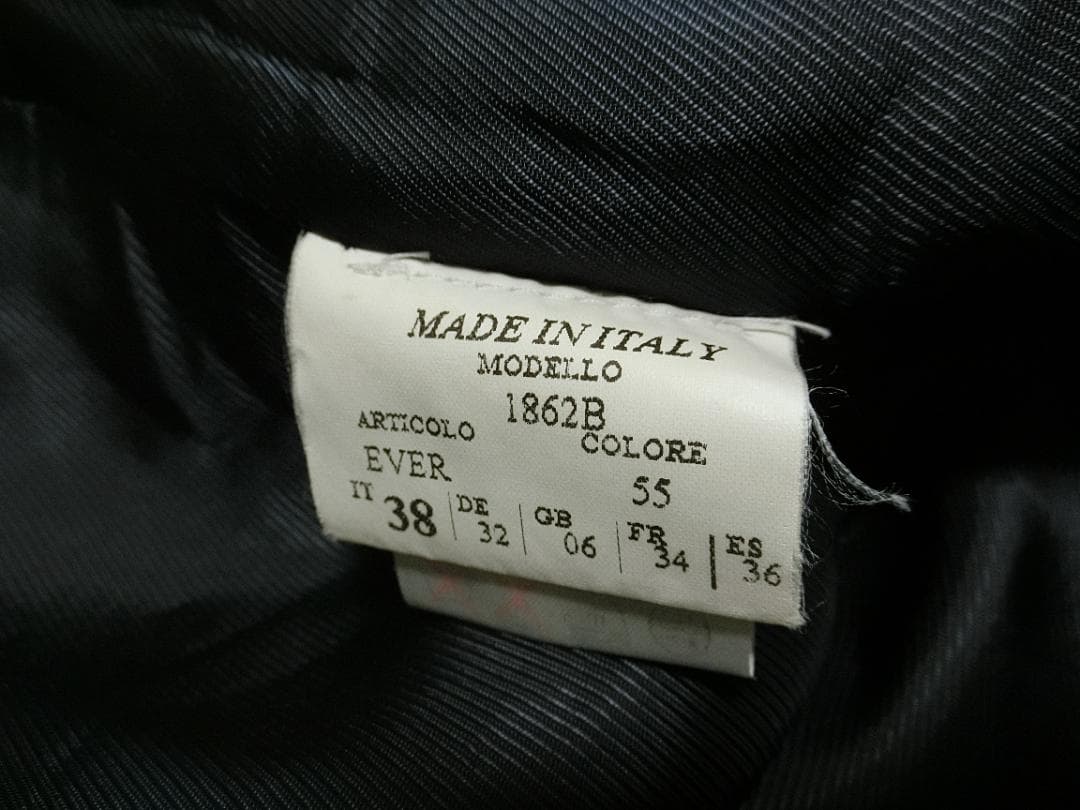 MADE IN ITALY
MODELLO
1862B
ARTICOLO COLORE
EVER 55
IT 38 DE 32 GB 06 FR 34 ES 36